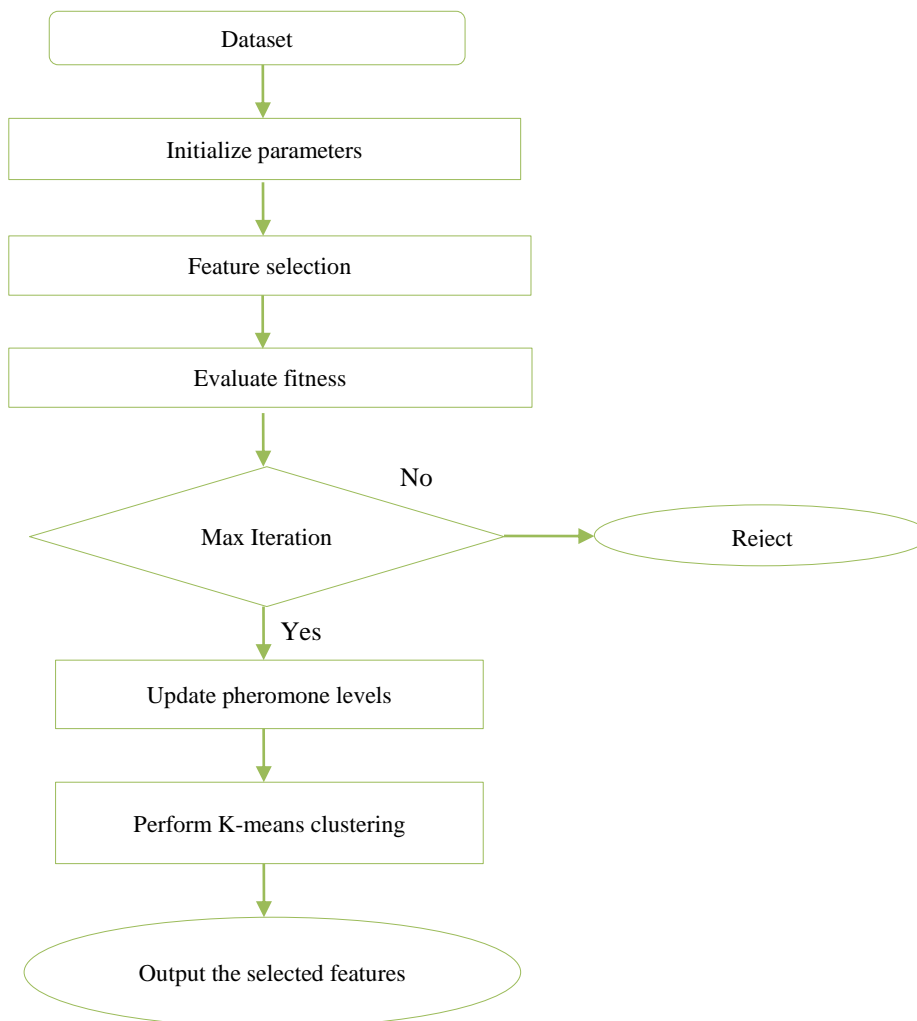 Dataset
Initialize parameters
Feature selection
Evaluate fitness
No
Max Iteration
Reject
Yes
Update pheromone levels
Perform K-means clustering
Output the selected features